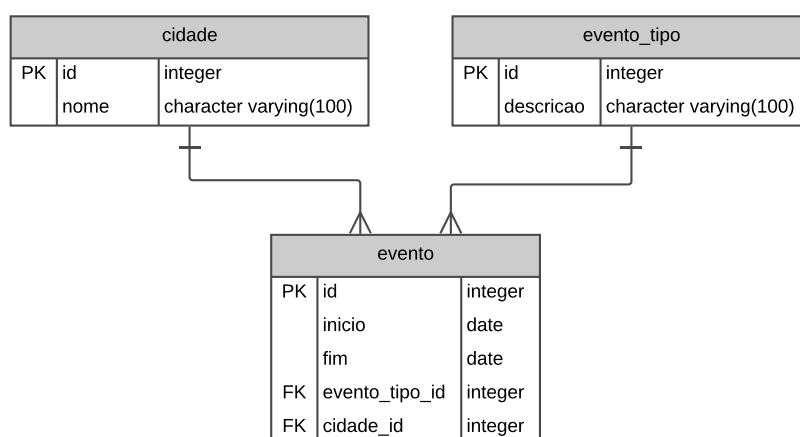 cidade
PK id integer
nome character varying(100)
evento_tipo
PK id integer
descricao character varying(100)
evento
PK id integer
inicio date
fim date
FK evento_tipo_id integer
FK cidade_id integer